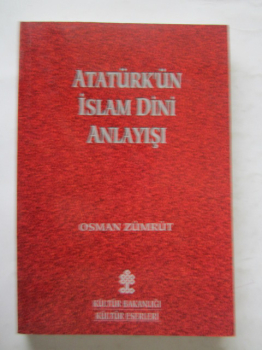 ATATÜRK'ÜN
İSLAM DİNİ
ANLAYIŞI
OSMAN ZÜMRÜT
KÜLTÜR BAKANLIĞI
KÜLTÜR ESERLERİ